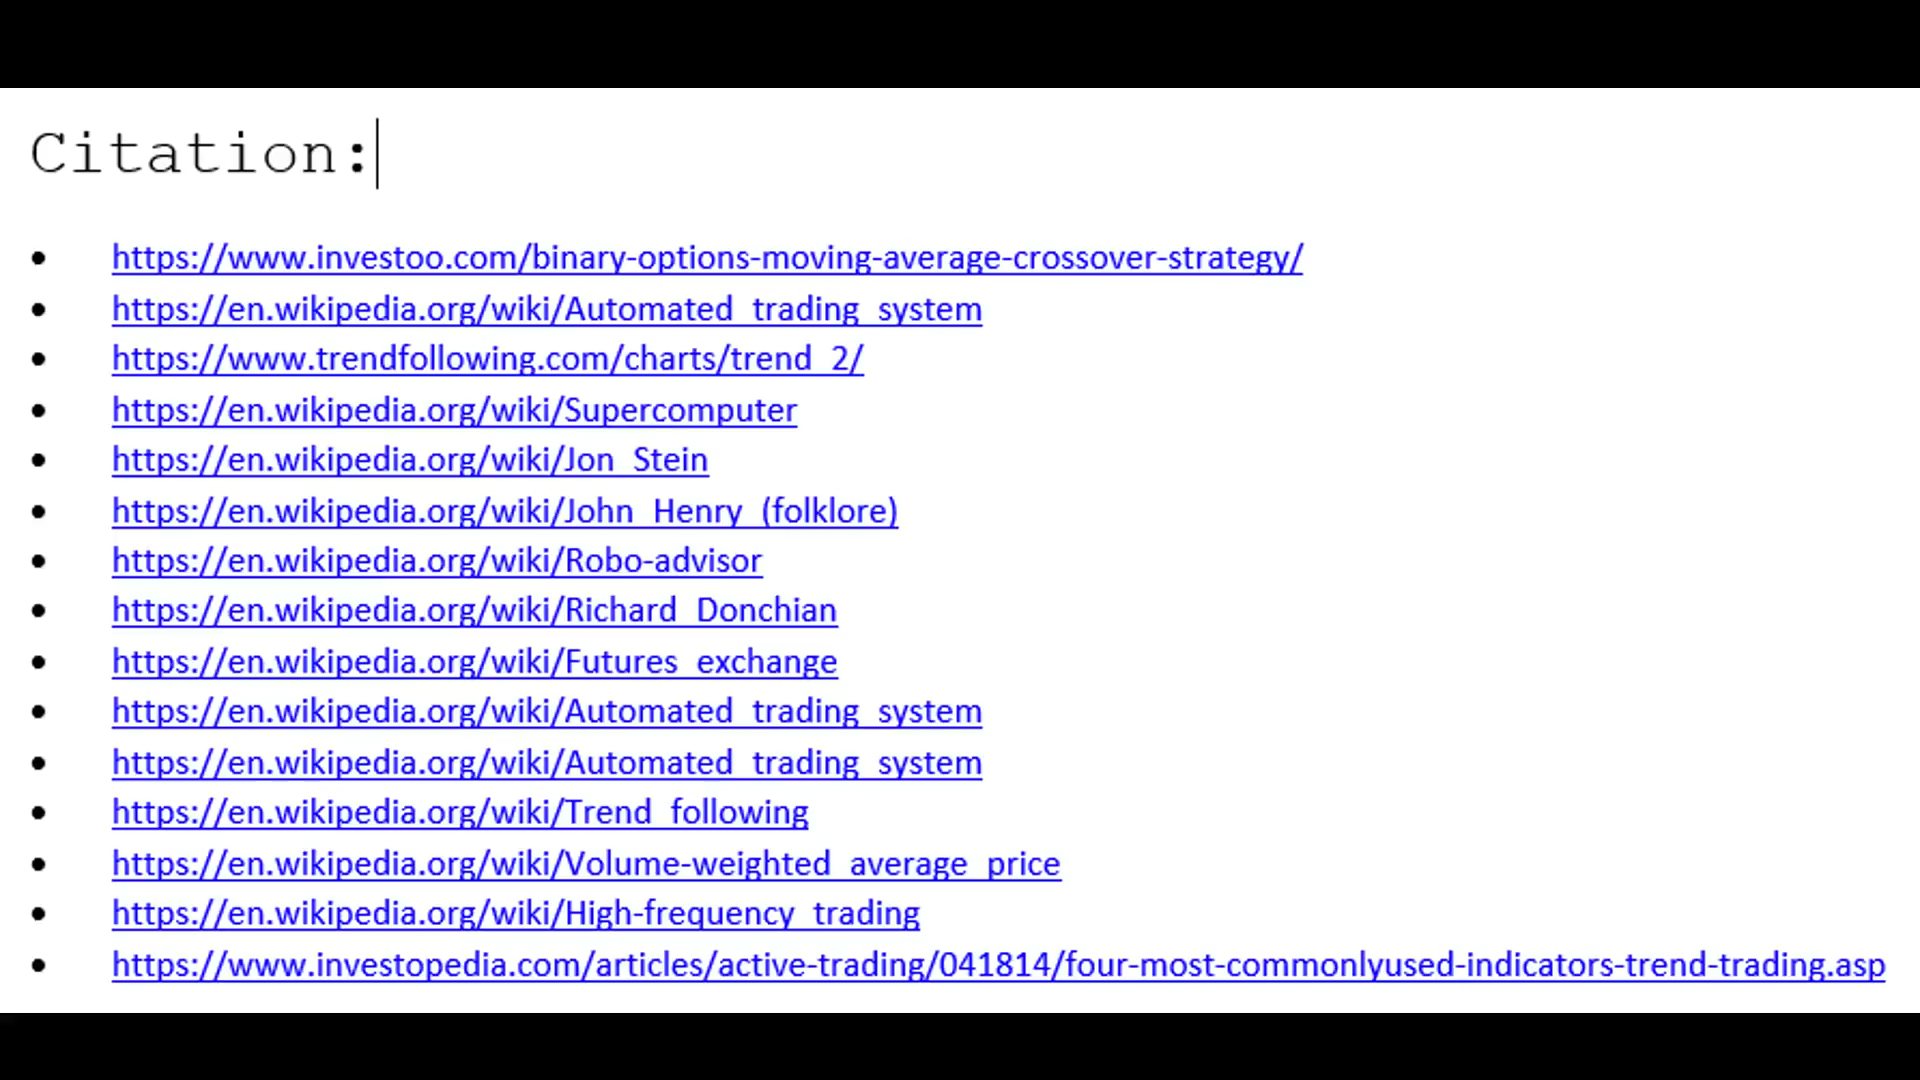 Citation:
• https://www.investoo.com/binary-options-moving-average-crossover-strategy/
• https://en.wikipedia.org/wiki/Automated_trading_system
• https://www.trendfollowing.com/charts/trend_2/
• https://en.wikipedia.org/wiki/Supercomputer
• https://en.wikipedia.org/wiki/Jon_Stein
• https://en.wikipedia.org/wiki/John_Henry_(folklore)
• https://en.wikipedia.org/wiki/Robo-advisor
• https://en.wikipedia.org/wiki/Richard_Donchian
• https://en.wikipedia.org/wiki/Futures_exchange
• https://en.wikipedia.org/wiki/Automated_trading_system
• https://en.wikipedia.org/wiki/Automated_trading_system
• https://en.wikipedia.org/wiki/Trend_following
• https://en.wikipedia.org/wiki/Volume-weighted_average_price
• https://en.wikipedia.org/wiki/High-frequency_trading
• https://www.investopedia.com/articles/active-trading/041814/four-most-commonlyused-indicators-trend-trading.asp